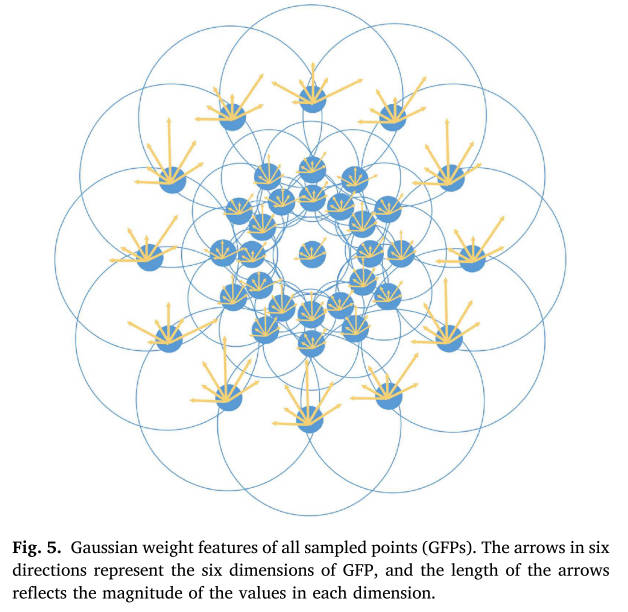 Fig. 5. Gaussian weight features of all sampled points (GFPs). The arrows in six
directions represent the six dimensions of GFP, and the length of the arrows
reflects the magnitude of the values in each dimension.